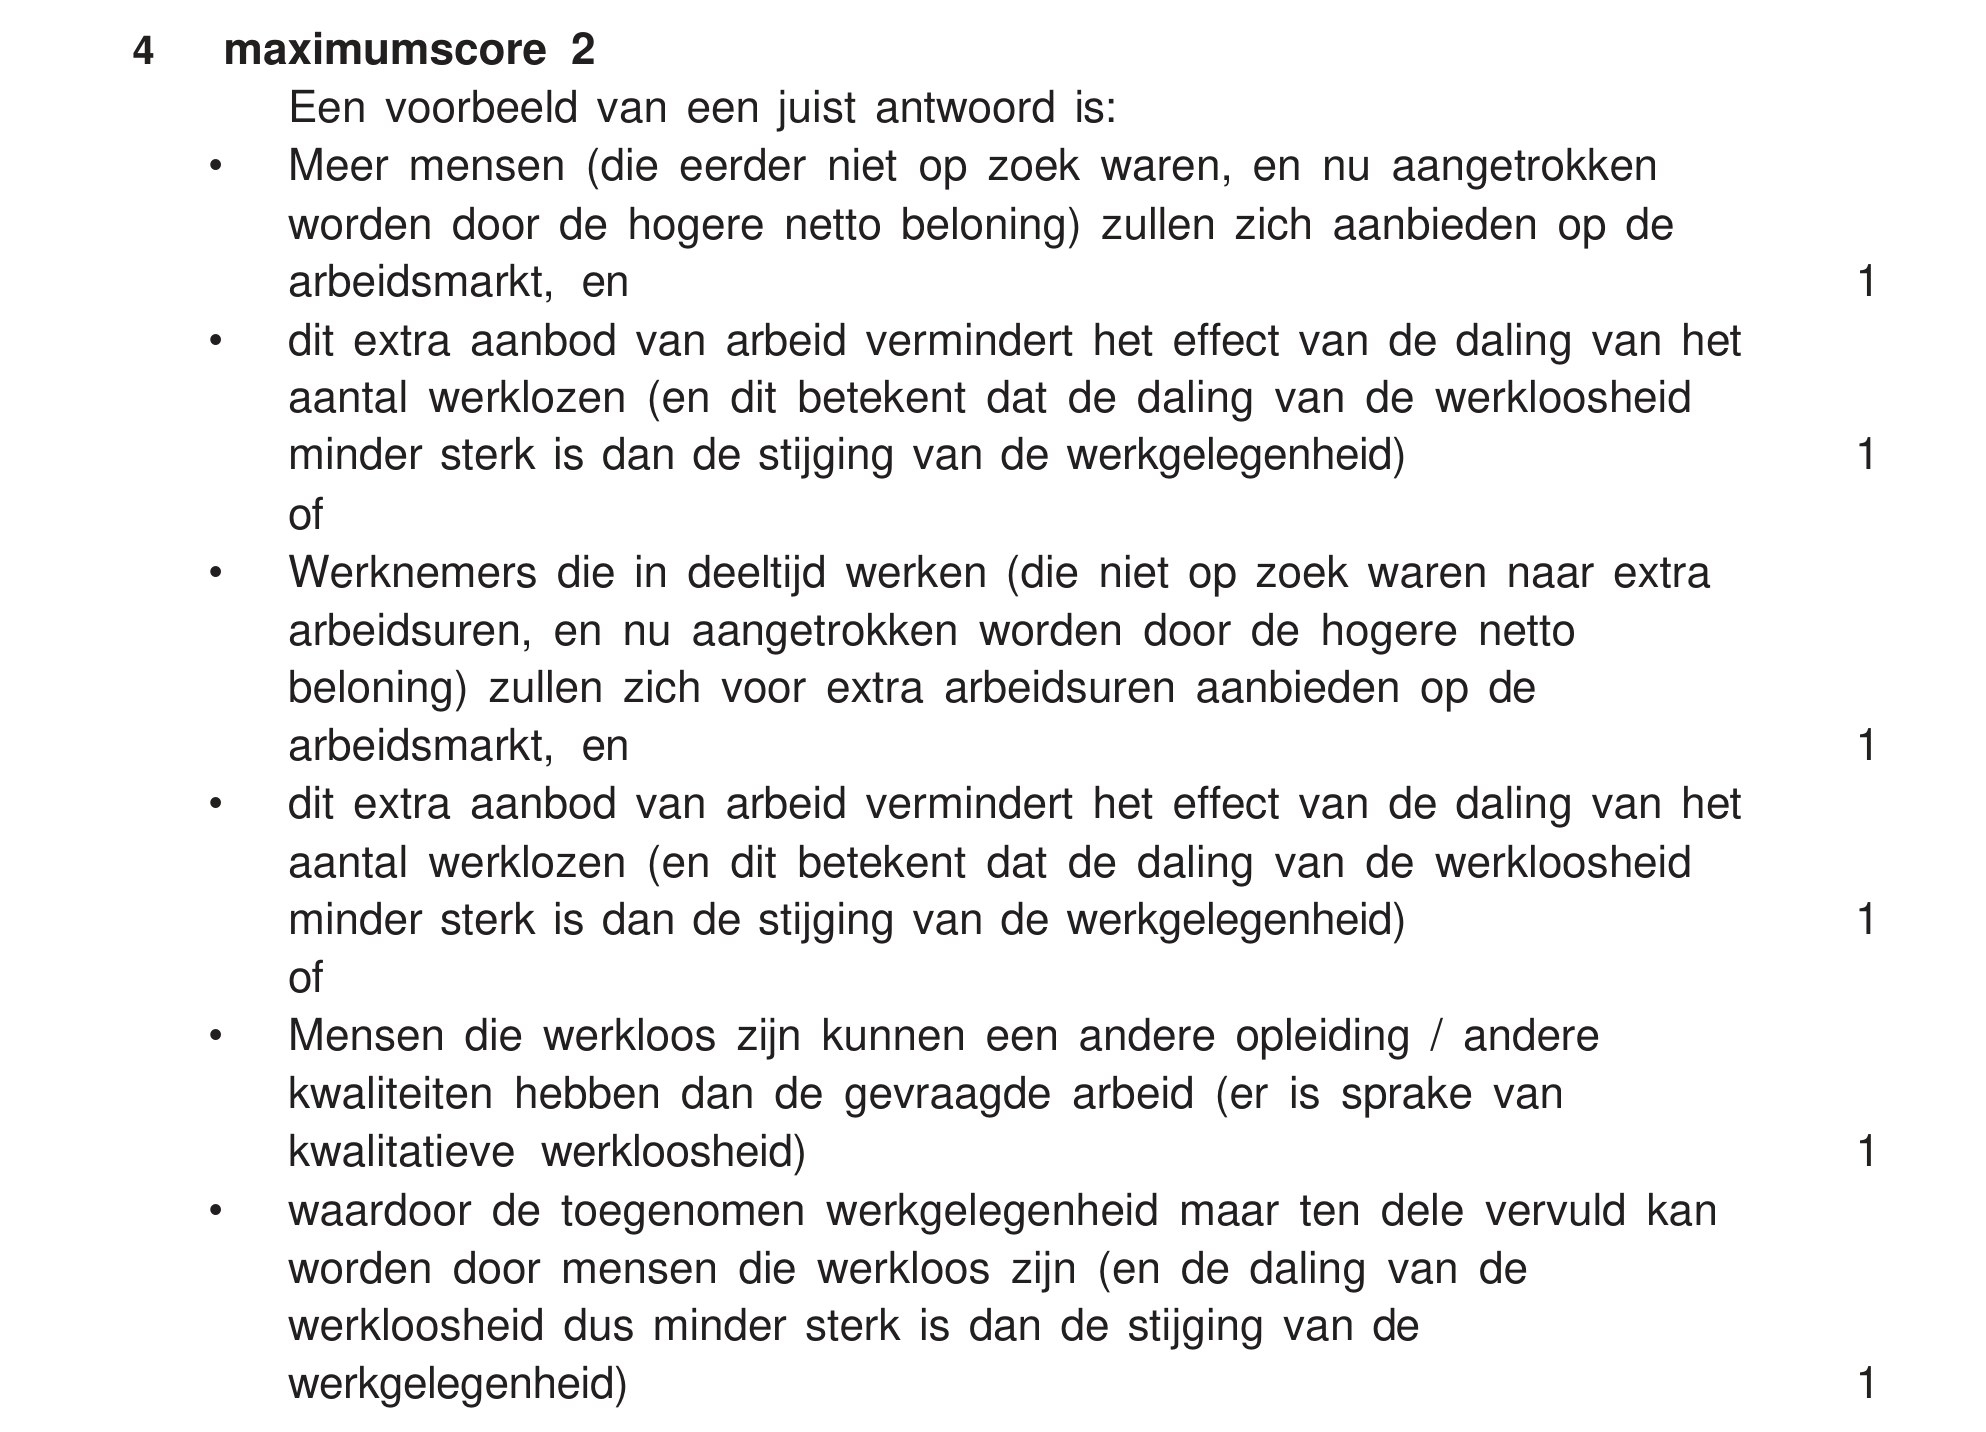 4 maximumscore 2
Een voorbeeld van een juist antwoord is:
• Meer mensen (die eerder niet op zoek waren, en nu aangetrokken
worden door de hogere netto beloning) zullen zich aanbieden op de
arbeidsmarkt, en 1
• dit extra aanbod van arbeid vermindert het effect van de daling van het
aantal werklozen (en dit betekent dat de daling van de werkloosheid
minder sterk is dan de stijging van de werkgelegenheid) 1
of
• Werknemers die in deeltijd werken (die niet op zoek waren naar extra
arbeidsuren, en nu aangetrokken worden door de hogere netto
beloning) zullen zich voor extra arbeidsuren aanbieden op de
arbeidsmarkt, en 1
• dit extra aanbod van arbeid vermindert het effect van de daling van het
aantal werklozen (en dit betekent dat de daling van de werkloosheid
minder sterk is dan de stijging van de werkgelegenheid) 1
of
• Mensen die werkloos zijn kunnen een andere opleiding / andere
kwaliteiten hebben dan de gevraagde arbeid (er is sprake van
kwalitatieve werkloosheid) 1
• waardoor de toegenomen werkgelegenheid maar ten dele vervuld kan
worden door mensen die werkloos zijn (en de daling van de
werkloosheid dus minder sterk is dan de stijging van de
werkgelegenheid) 1